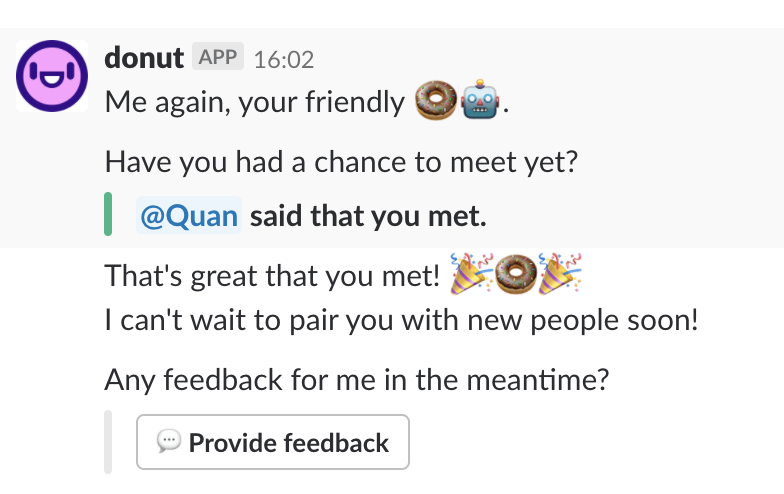 donut APP 16:02
Me again, your friendly 🍩🤖.
Have you had a chance to meet yet?
@Quan said that you met.
That's great that you met! 🎉🍩🎉
I can't wait to pair you with new people soon!
Any feedback for me in the meantime?
💬 Provide feedback